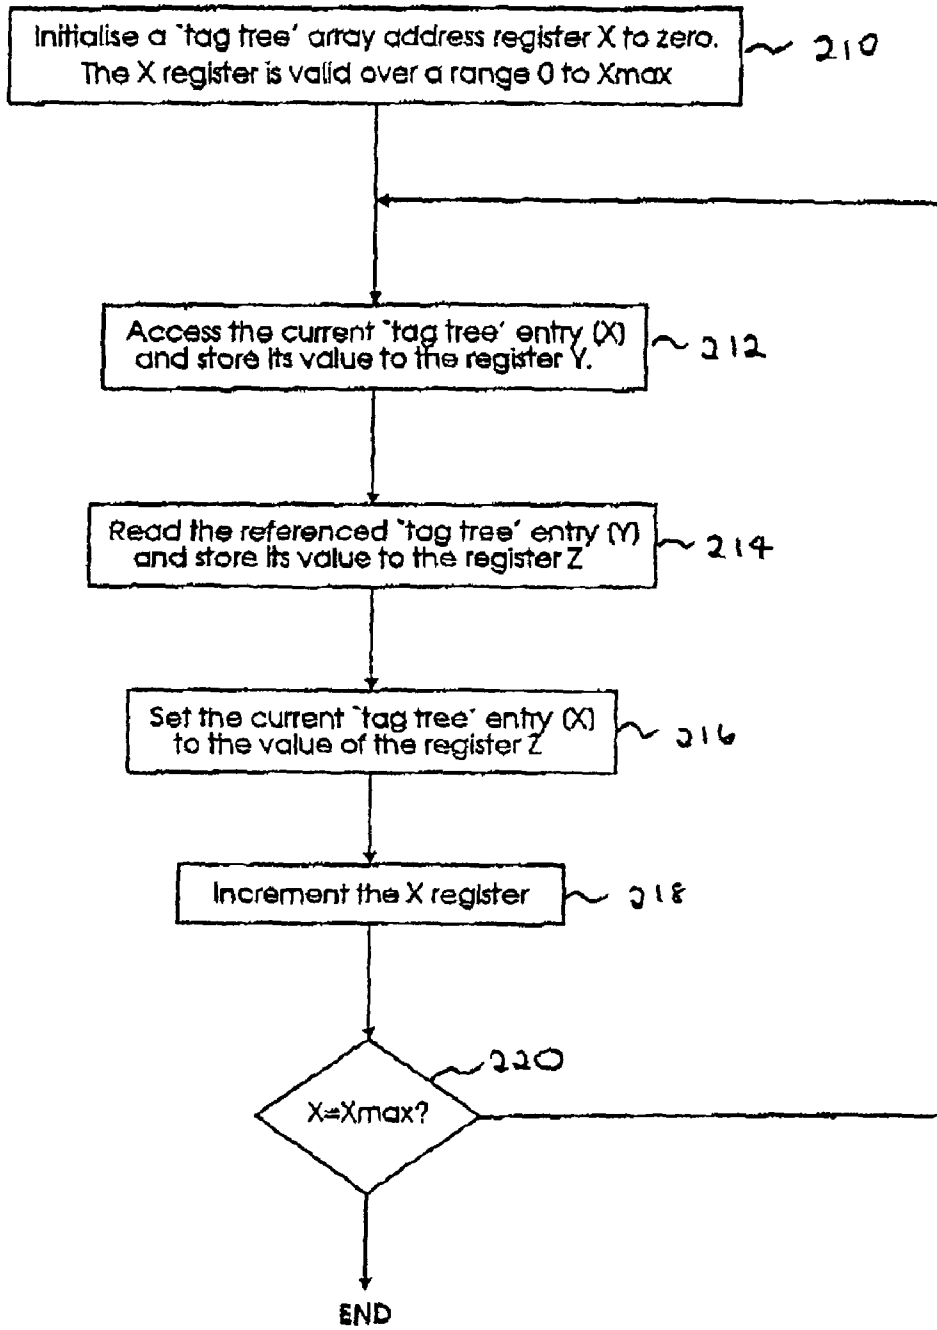 Initialise a `tag tree' array address register X to zero.
The X register is valid over a range 0 to Xmax
210
Access the current `tag tree' entry (X)
and store its value to the register Y.
212
Read the referenced `tag tree' entry (Y)
and store its value to the register Z
214
Set the current `tag tree' entry (X)
to the value of the register Z
216
Increment the X register
218
220
X=Xmax?
END